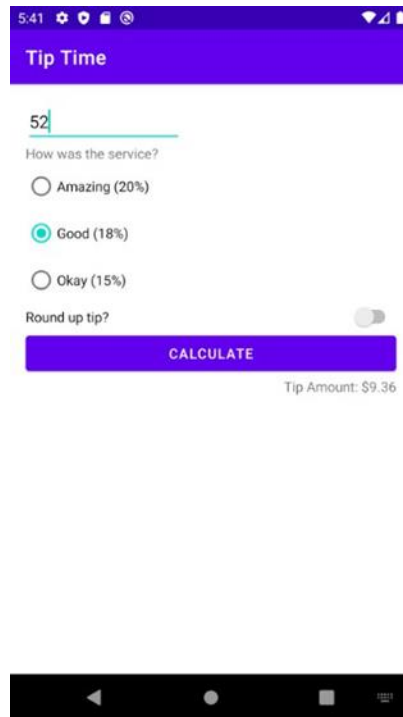 5:41
Tip Time
52
How was the service?
Amazing (20%)
Good (18%)
Okay (15%)
Round up tip?
CALCULATE
Tip Amount: $9.36